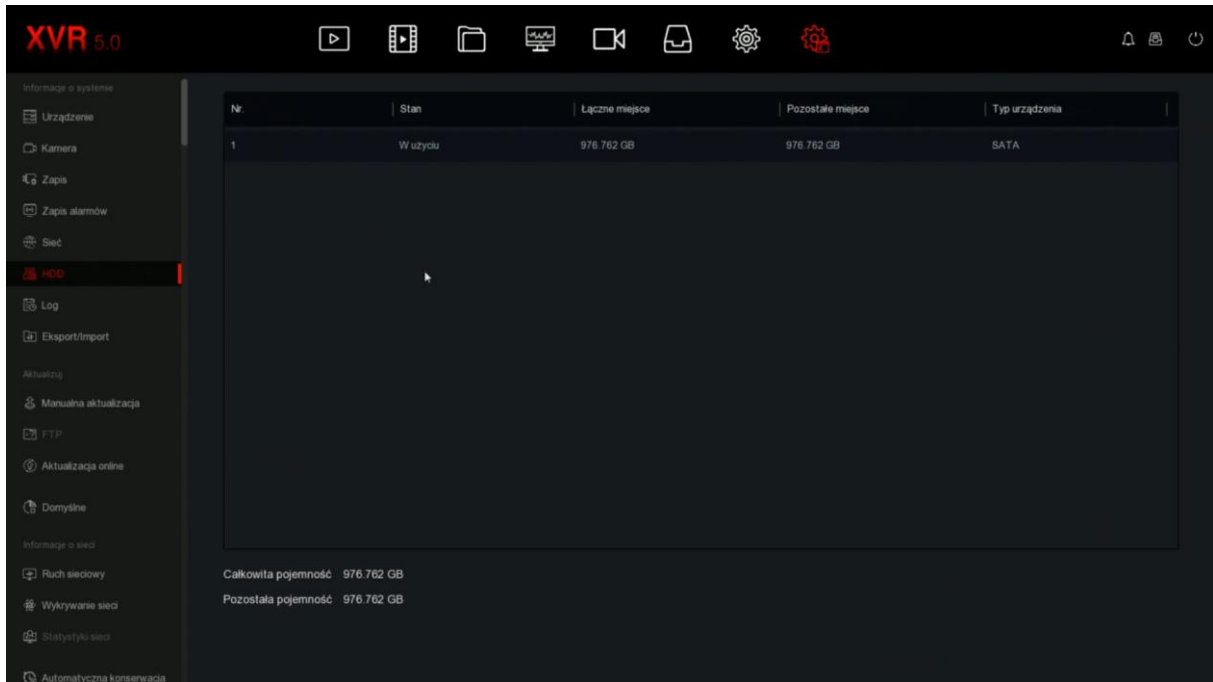 XVR 5.0
Informacje o systemie
Urządzenie
Kamera
Zapis
Zapis alarmów
Sieć
HDD
Log
Eksport/Import
Aktualizuj
Manualna aktualizacja
FTP
Aktualizacja online
Domyślne
Informacje o sieci
Ruch sieciowy
Wykrywanie sieci
Statystyki sieci
Automatyczna konserwacja
Nr. Stan Łączne miejsce Pozostałe miejsce Typ urządzenia
1 W użyciu 976.762 GB 976.762 GB SATA
Całkowita pojemność 976.762 GB
Pozostała pojemność 976.762 GB